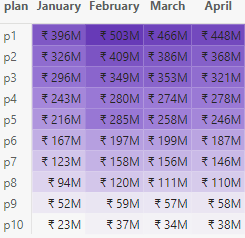 plan January February March April
p1 ₹ 396M ₹ 503M ₹ 466M ₹ 448M
p2 ₹ 326M ₹ 409M ₹ 386M ₹ 368M
p3 ₹ 296M ₹ 349M ₹ 353M ₹ 321M
p4 ₹ 243M ₹ 280M ₹ 274M ₹ 278M
p5 ₹ 216M ₹ 285M ₹ 258M ₹ 246M
p6 ₹ 167M ₹ 197M ₹ 199M ₹ 187M
p7 ₹ 123M ₹ 158M ₹ 156M ₹ 146M
p8 ₹ 94M ₹ 120M ₹ 111M ₹ 110M
p9 ₹ 52M ₹ 59M ₹ 57M ₹ 58M
p10 ₹ 23M ₹ 37M ₹ 34M ₹ 38M